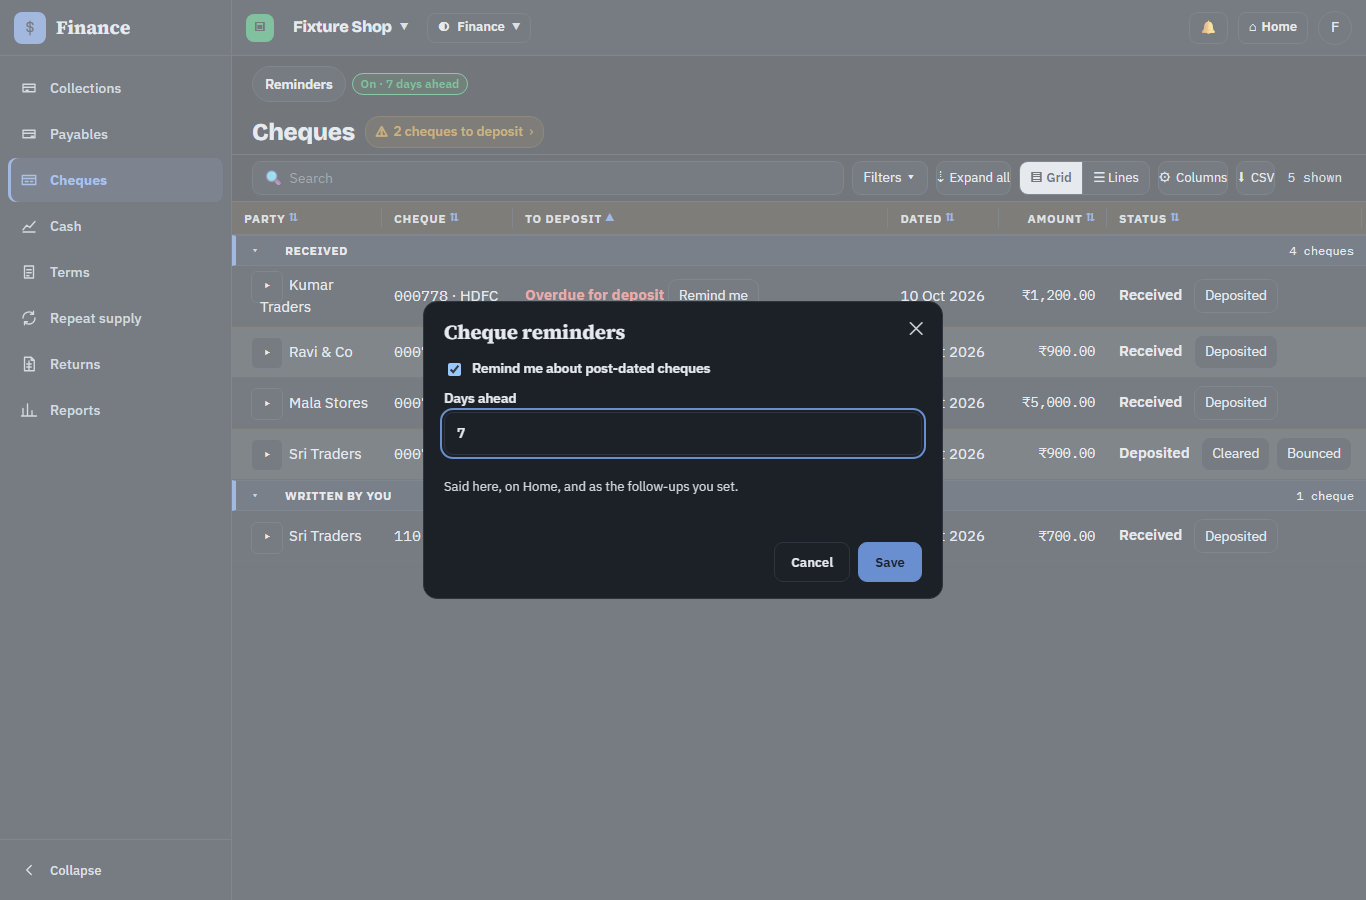 $ Finance
Fixture Shop ▼
Finance ▼
Home
F
Collections
Payables
Cheques
Cash
Terms
Repeat supply
Returns
Reports
Collapse
Reminders
On · 7 days ahead
Cheques
2 cheques to deposit ›
Search
Filters ▾
Expand all
Grid
Lines
Columns
CSV
5 shown
PARTY CHEQUE TO DEPOSIT DATED AMOUNT STATUS
RECEIVED 4 cheques
Kumar Traders 000778 · HDFC Overdue for deposit Remind me 10 Oct 2026 ₹1,200.00 Received Deposited
Ravi & Co 2026 ₹900.00 Received Deposited
Mala Stores 2026 ₹5,000.00 Received Deposited
Sri Traders 2026 ₹900.00 Deposited Cleared Bounced
WRITTEN BY YOU 1 cheque
Sri Traders 110 2026 ₹700.00 Received Deposited
Cheque reminders
Remind me about post-dated cheques
Days ahead
7
Said here, on Home, and as the follow-ups you set.
Cancel
Save